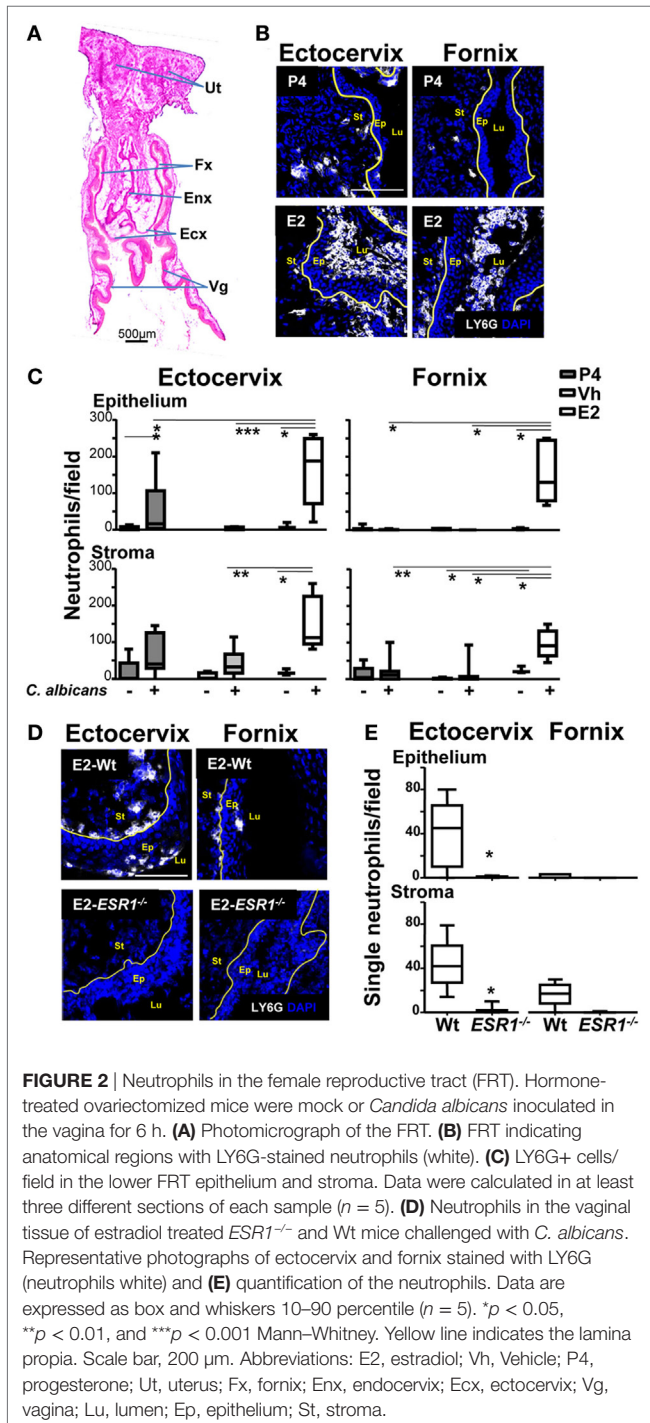 A
Ut
Fx
Enx
Ecx
Vg
500µm
B
Ectocervix Fornix
P4 P4
St Ep Lu St Ep Lu
E2 E2
St Ep Lu St Ep Lu
LY6G DAPI
C
Ectocervix Fornix
P4
Vh
E2
Epithelium
300
200
100
0
* * *** * * * *
Stroma
300
200
100
0
** * ** * * *
Neutrophils/field
C. albicans - + - + - + - + - + - +
D
Ectocervix Fornix
E2-Wt E2-Wt
St Ep Lu St Ep Lu
E2-ESR1-/- E2-ESR1-/-
St Ep Lu St Ep Lu
LY6G DAPI
E
Ectocervix Fornix
Epithelium
80
40
0
*
Stroma
80
40
0
*
Single neutrophils/field
Wt ESR1-/- Wt ESR1-/-
FIGURE 2 | Neutrophils in the female reproductive tract (FRT). Hormone-
treated ovariectomized mice were mock or Candida albicans inoculated in
the vagina for 6 h. (A) Photomicrograph of the FRT. (B) FRT indicating
anatomical regions with LY6G-stained neutrophils (white). (C) LY6G+ cells/
field in the lower FRT epithelium and stroma. Data were calculated in at least
three different sections of each sample (n = 5). (D) Neutrophils in the vaginal
tissue of estradiol treated ESR1−/− and Wt mice challenged with C. albicans.
Representative photographs of ectocervix and fornix stained with LY6G
(neutrophils white) and (E) quantification of the neutrophils. Data are
expressed as box and whiskers 10–90 percentile (n = 5). *p < 0.05,
**p < 0.01, and ***p < 0.001 Mann–Whitney. Yellow line indicates the lamina
propia. Scale bar, 200 µm. Abbreviations: E2, estradiol; Vh, Vehicle; P4,
progesterone; Ut, uterus; Fx, fornix; Enx, endocervix; Ecx, ectocervix; Vg,
vagina; Lu, lumen; Ep, epithelium; St, stroma.